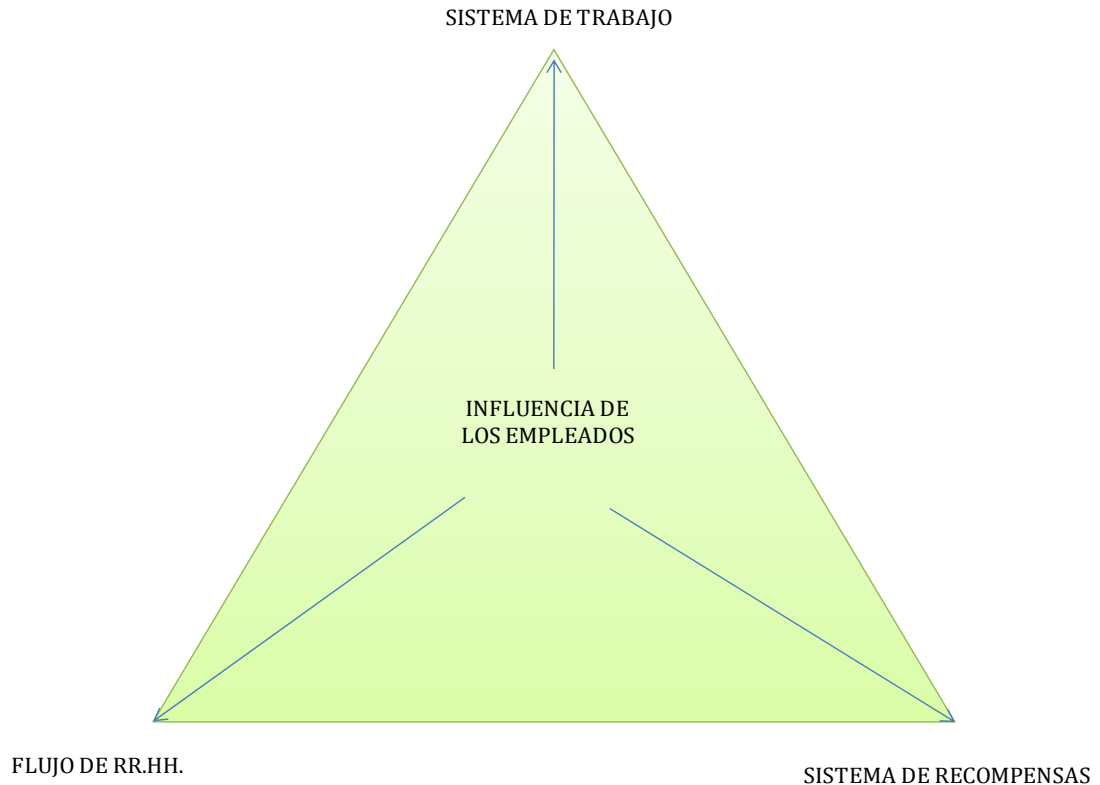 SISTEMA DE TRABAJO
INFLUENCIA DE
LOS EMPLEADOS
FLUJO DE RR.HH.
SISTEMA DE RECOMPENSAS